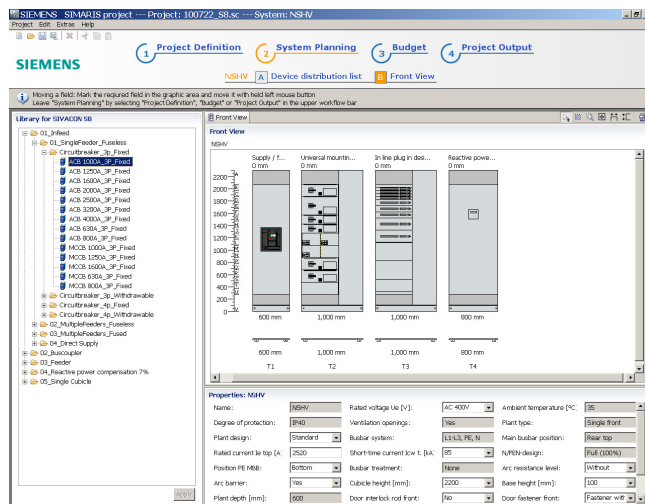 SIEMENS SIMARIS project --- Project: 100722_S8.sc --- System: NSHV
Project Edit Extras Help
SIEMENS
1 Project Definition 2 System Planning 3 Budget 4 Project Output
NSHV A Device distribution list B Front View
Moving a field: Mark the required field in the graphic area and move it with held left mouse button
Leave "System Planning" by selecting "Project Definition", "Budget" or "Project Output" in the upper workflow bar
Library for SIVACON S8
01_Infeed
01_SingleFeeder_Fuseless
Circuitbreaker_3p_Fixed
ACB 1000A_3P_Fixed
ACB 1250A_3P_Fixed
ACB 1600A_3P_Fixed
ACB 2000A_3P_Fixed
ACB 2500A_3P_Fixed
ACB 3200A_3P_Fixed
ACB 4000A_3P_Fixed
ACB 630A_3P_Fixed
ACB 800A_3P_Fixed
MCCB 1000A_3P_Fixed
MCCB 1250A_3P_Fixed
MCCB 1600A_3P_Fixed
MCCB 630A_3P_Fixed
MCCB 800A_3P_Fixed
Circuitbreaker_3p_Withdrawable
Circuitbreaker_4p_Fixed
Circuitbreaker_4p_Withdrawable
02_MultipleFeeders_Fuseless
03_MultipleFeeders_Fused
04_Direct Supply
02_Buscoupler
03_Feeder
04_Reactive power compensation 7%
05_Single Cubicle
Apply
Front View
Front View
NSHV
Supply / f... Universal mountin... In line plug in desi... Reactive powe...
0 mm 0 mm 0 mm 0 mm
2200
2000
1800
1600
1400
1200
1000
800
600
400
200
0
600 mm 1,000 mm 1,000 mm 800 mm
600 mm 1,000 mm 1,000 mm 800 mm
T1 T2 T3 T4
Properties: NSHV
Name: NSHV Rated voltage Ue [V]: AC 400V Ambient temperature [°C] 35
Degree of protection: IP40 Ventilation openings: Yes Plant type: Single front
Plant design: Standard Busbar system: L1-L3, PE, N Main busbar position: Rear top
Rated current Ie top [A] 2520 Short-time current Icw t. [kA 85 N/PEN-design: Full (100%)
Position PE MBB: Bottom Busbar treatment: None Arc resistance level: Without
Arc barrier: Yes Cubicle height [mm]: 2200 Base height [mm]: 100
Plant depth [mm]: 600 Door interlock rod front: No Door fastener front: Fastener with